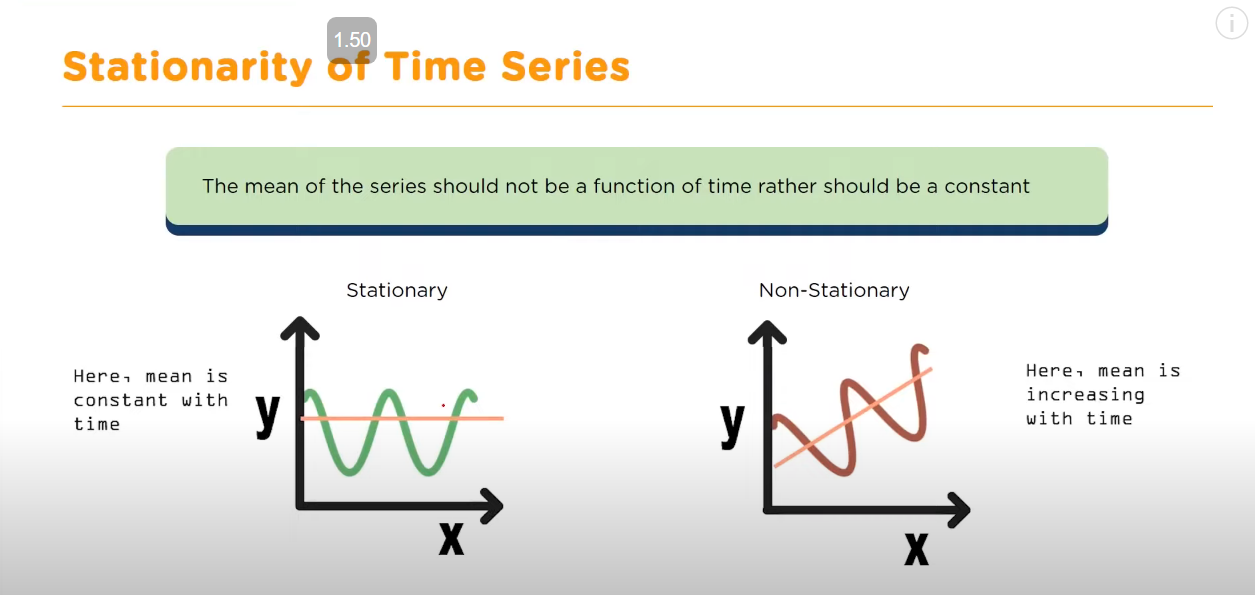 1.50
Stationarity of Time Series
i
The mean of the series should not be a function of time rather should be a constant
Stationary
Here, mean is
constant with
time
y
x
Non-Stationary
y
x
Here, mean is
increasing
with time